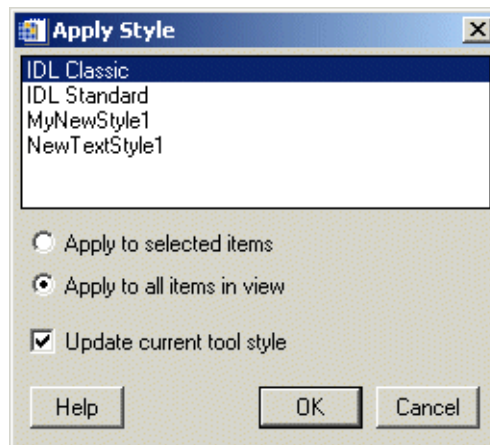 Apply Style
IDL Classic
IDL Standard
MyNewStyle1
NewTextStyle1
Apply to selected items
Apply to all items in view
Update current tool style
Help OK Cancel